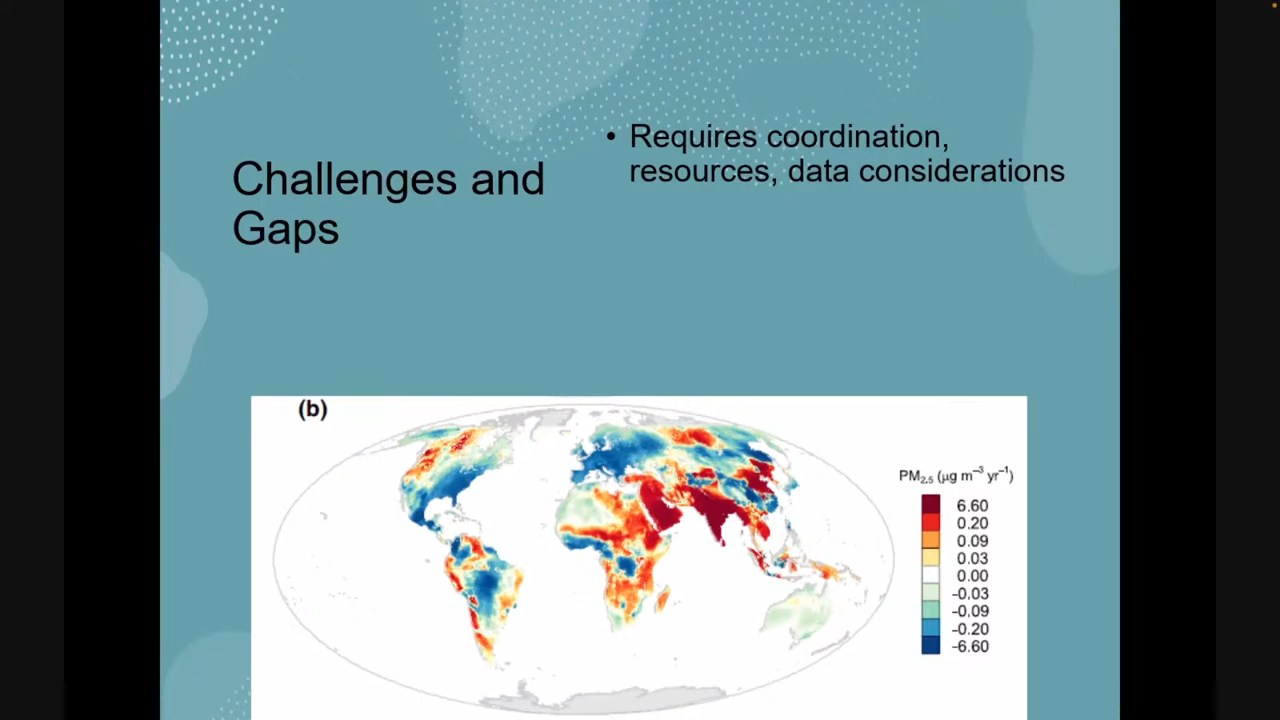 Challenges and
Gaps
• Requires coordination,
resources, data considerations
(b)
PM₂.₅ (μg m⁻³ yr⁻¹)
6.60
0.20
0.09
0.03
0.00
-0.03
-0.09
-0.20
-6.60